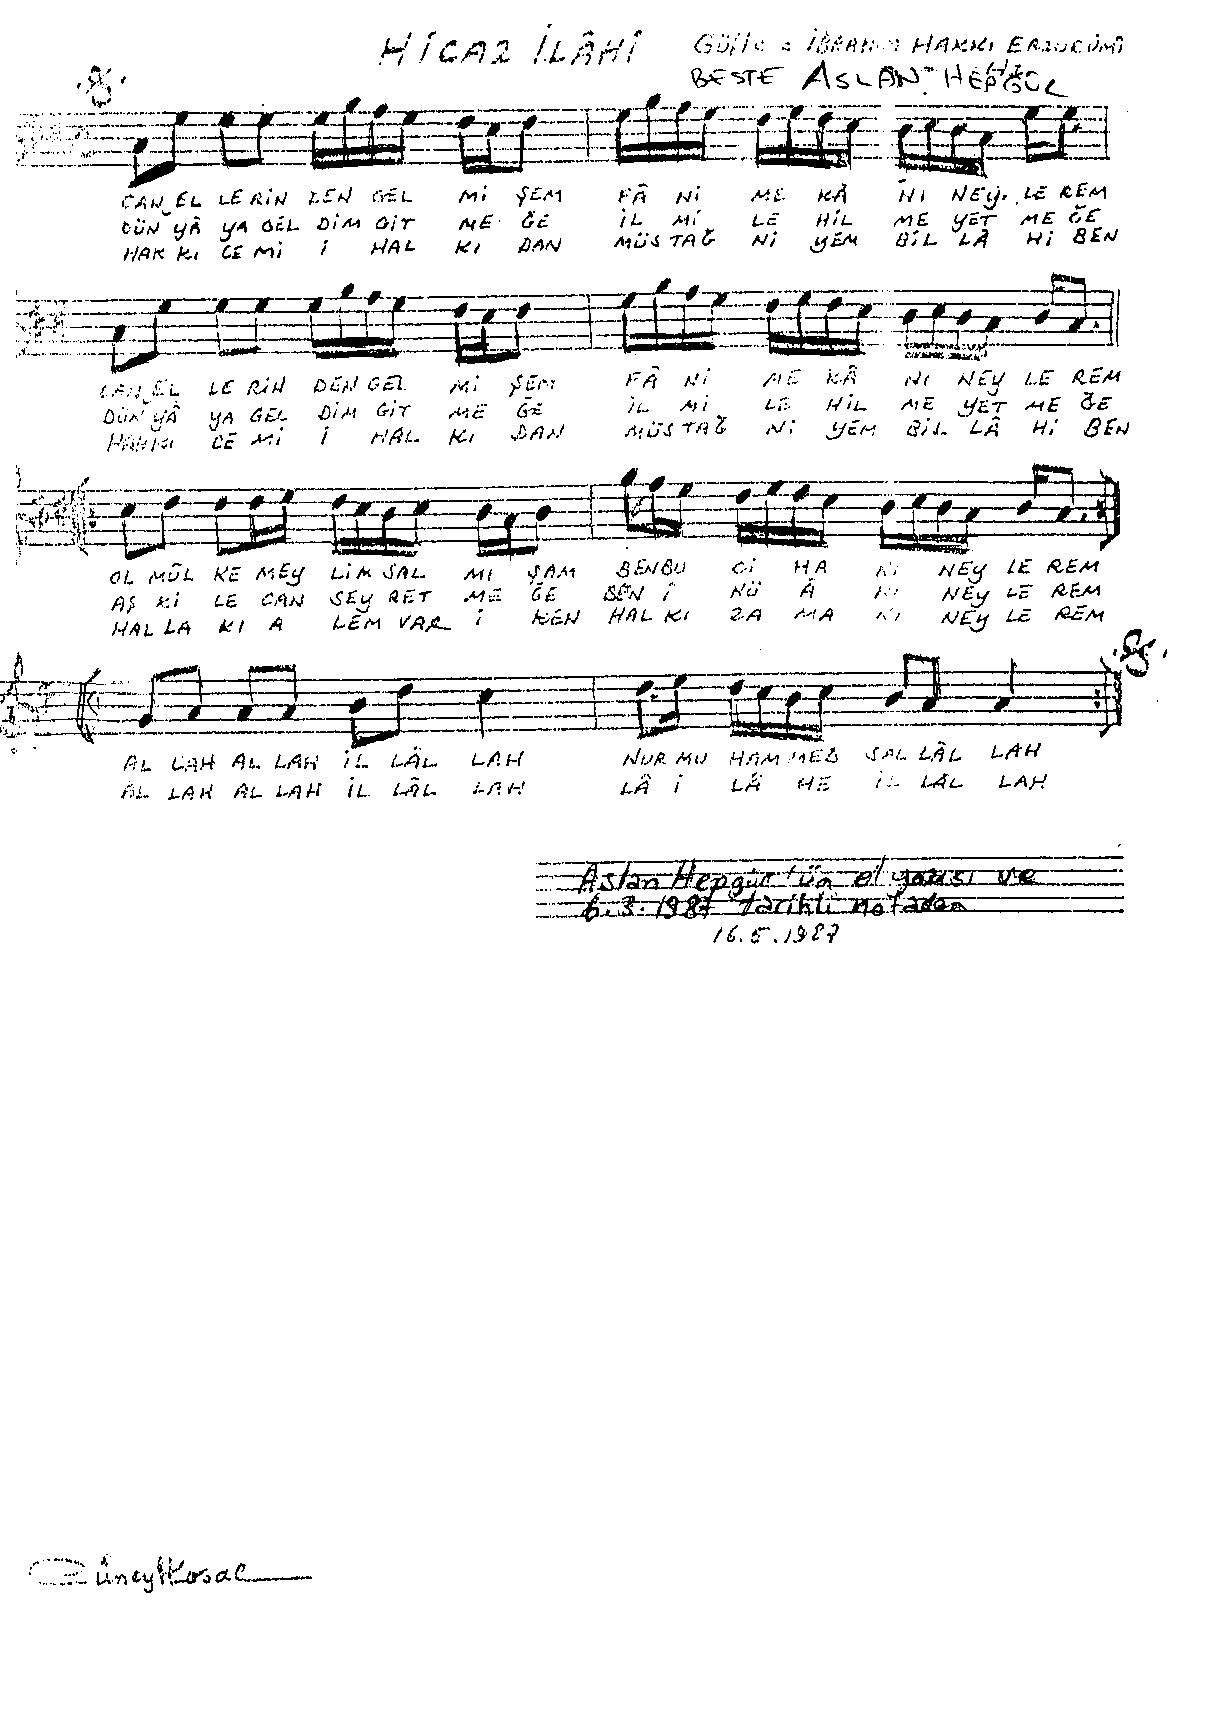 HİCAZ İLÂHİ
GÜFTE : İBRAHİM HAKKI ERZURUMÎ
BESTE ASLAN HEPGÜR
CAN EL LE RİN DEN GEL Mİ ŞEM FÂ Nİ ME KÂ NI NEY LE REM
DÜN YÂ YA GEL DİM GİT ME ĞE İL Mİ LE HİL ME YET ME ĞE
HAK KI CE Mİ İ HAL KI DAN MÜS TAĞ Nİ YEM BİL LÂ Hİ BEN
CAN EL LE RİN DEN GEL Mİ ŞEM FÂ Nİ ME KÂ NI NEY LE REM
DÜN YÂ YA GEL DİM GİT ME ĞE İL Mİ LE HİL ME YET ME ĞE
HAKKI CE Mİ İ HAL KI DAN MÜS TAĞ Nİ YEM BİL LÂ Hİ BEN
OL MÜL KE MEY LİM SAL MI ŞAM BEN BU Cİ HA NI NEY LE REM
AŞ Kİ LE CAN SEY RET ME ĞE BEN İ NÜ Â NI NEY LE REM
HAL LA KI A LEM VAR İ KEN HAL KI ZA MA NI NEY LE REM
AL LAH AL LAH İL LÂL LAH NUR MU HAM MED SAL LÂL LAH
AL LAH AL LAH İL LÂL LAH LÂ İ LÂ HE İL LÂL LAH
Aslan Hepgür'ün el yazısı ve
6.3.1987 tarihli notadan
16.5.1987
Güney Kosal